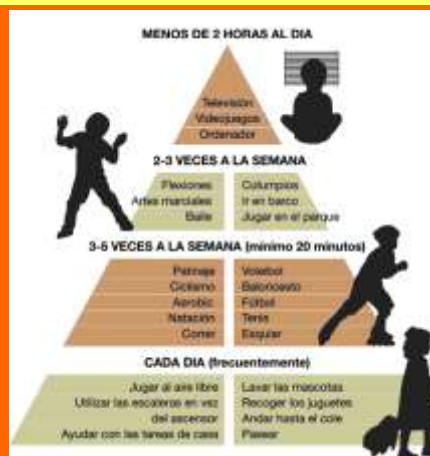 MENOS DE 2 HORAS AL DIA
Televisión
Videojuegos
Ordenador
2-3 VECES A LA SEMANA
Flexiones
Artes marciales
Baile
Columpios
Ir en barco
Jugar en el parque
3-5 VECES A LA SEMANA (mínimo 20 minutos)
Patinaje
Ciclismo
Aerobic
Natación
Correr
Voleibol
Baloncesto
Fútbol
Tenis
Esquiar
CADA DIA (frecuentemente)
Jugar al aire libre
Utilizar las escaleras en vez
del ascensor
Ayudar con las tareas de casa
Lavar las mascotas
Recoger los juguetes
Andar hasta el cole
Pasear